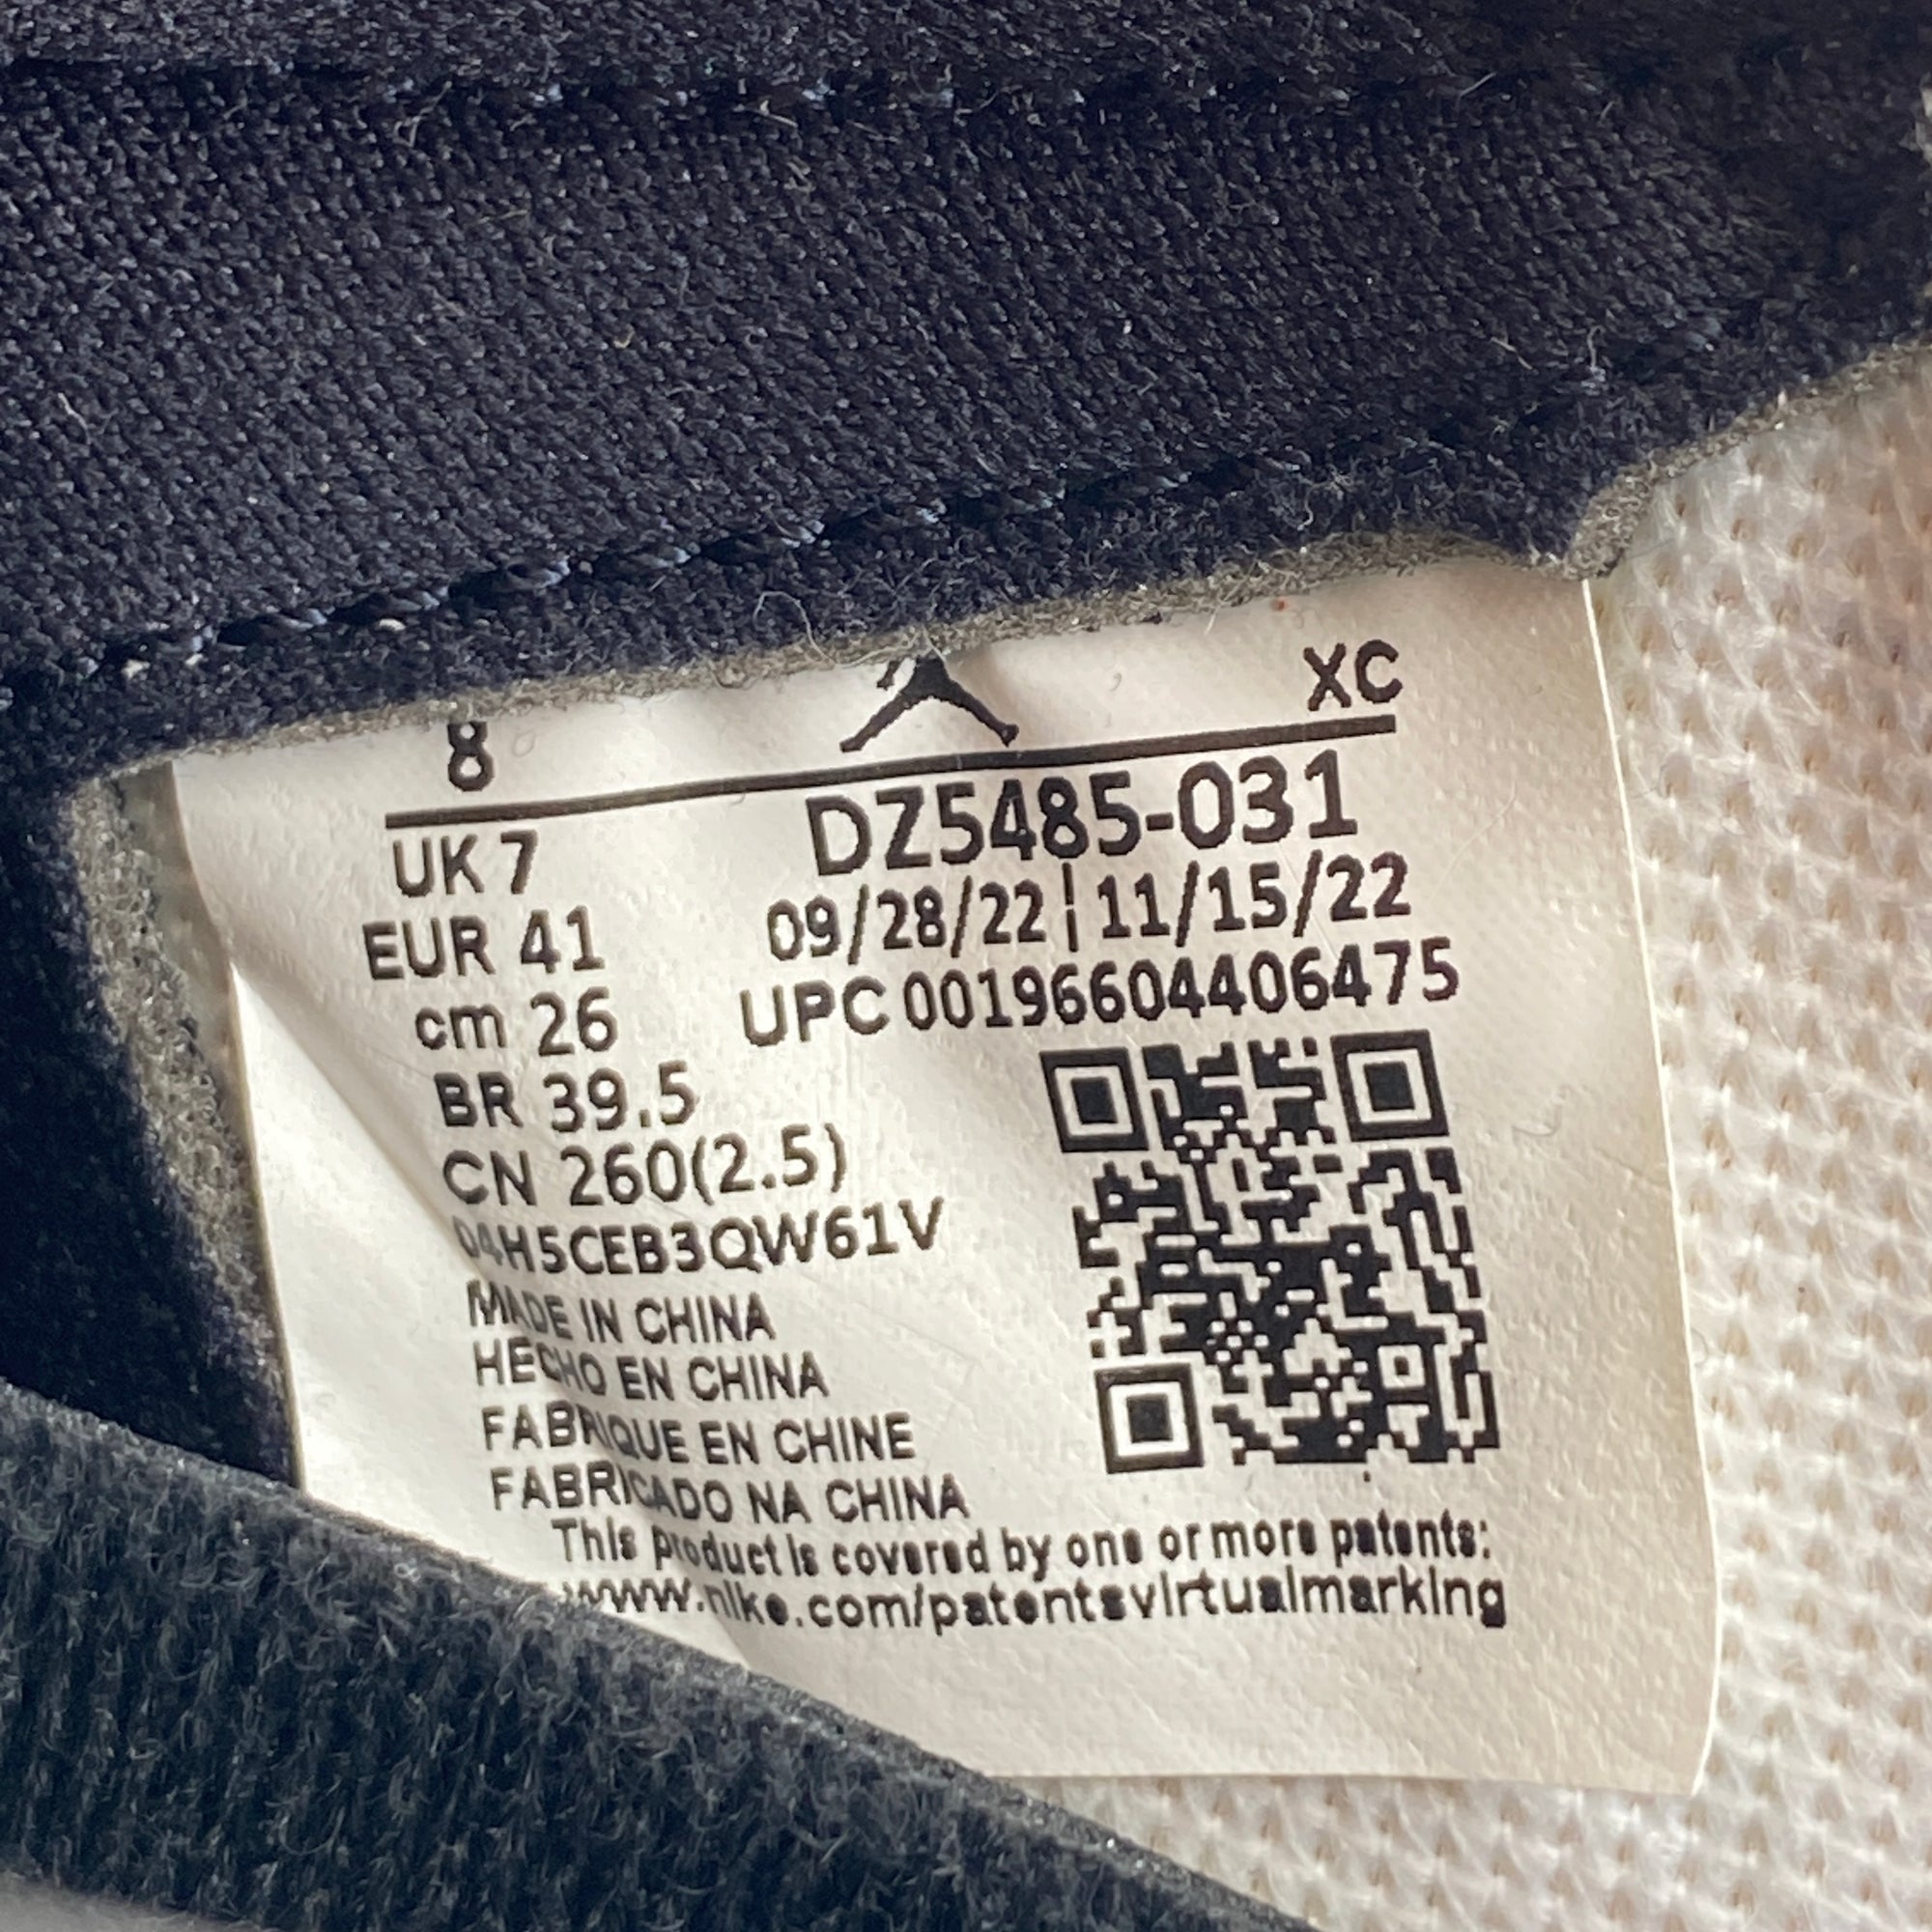 8 XC
DZ5485-031
UK 7
09/28/22 | 11/15/22
EUR 41
UPC 00196604406475
cm 26
BR 39.5
CN 260(2.5)
04H5CEB3QW61V
MADE IN CHINA
HECHO EN CHINA
FABRIQUE EN CHINE
FABRICADO NA CHINA
This product is covered by one or more patents:
www.nike.com/patentsvirtualmarking